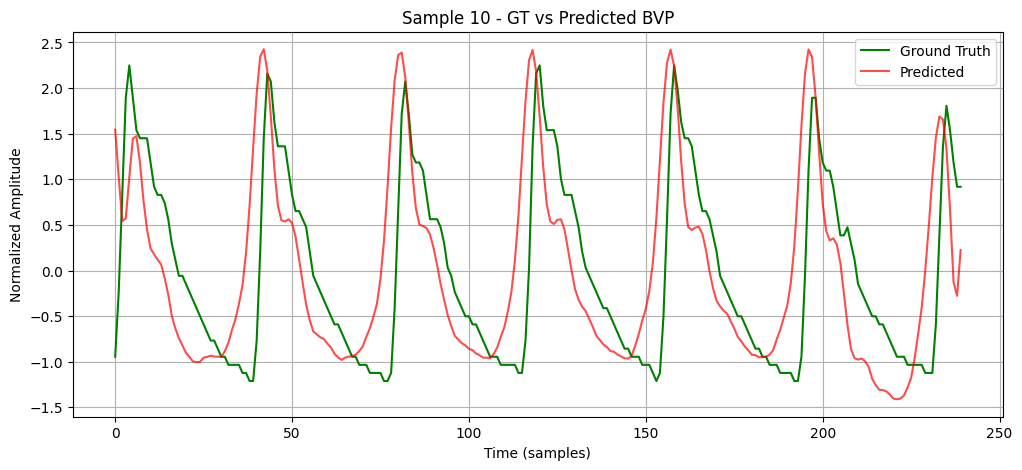 Sample 10 - GT vs Predicted BVP
Normalized Amplitude
2.5
2.0
1.5
1.0
0.5
0.0
−0.5
−1.0
−1.5
Ground Truth
Predicted
0 50 100 150 200 250
Time (samples)